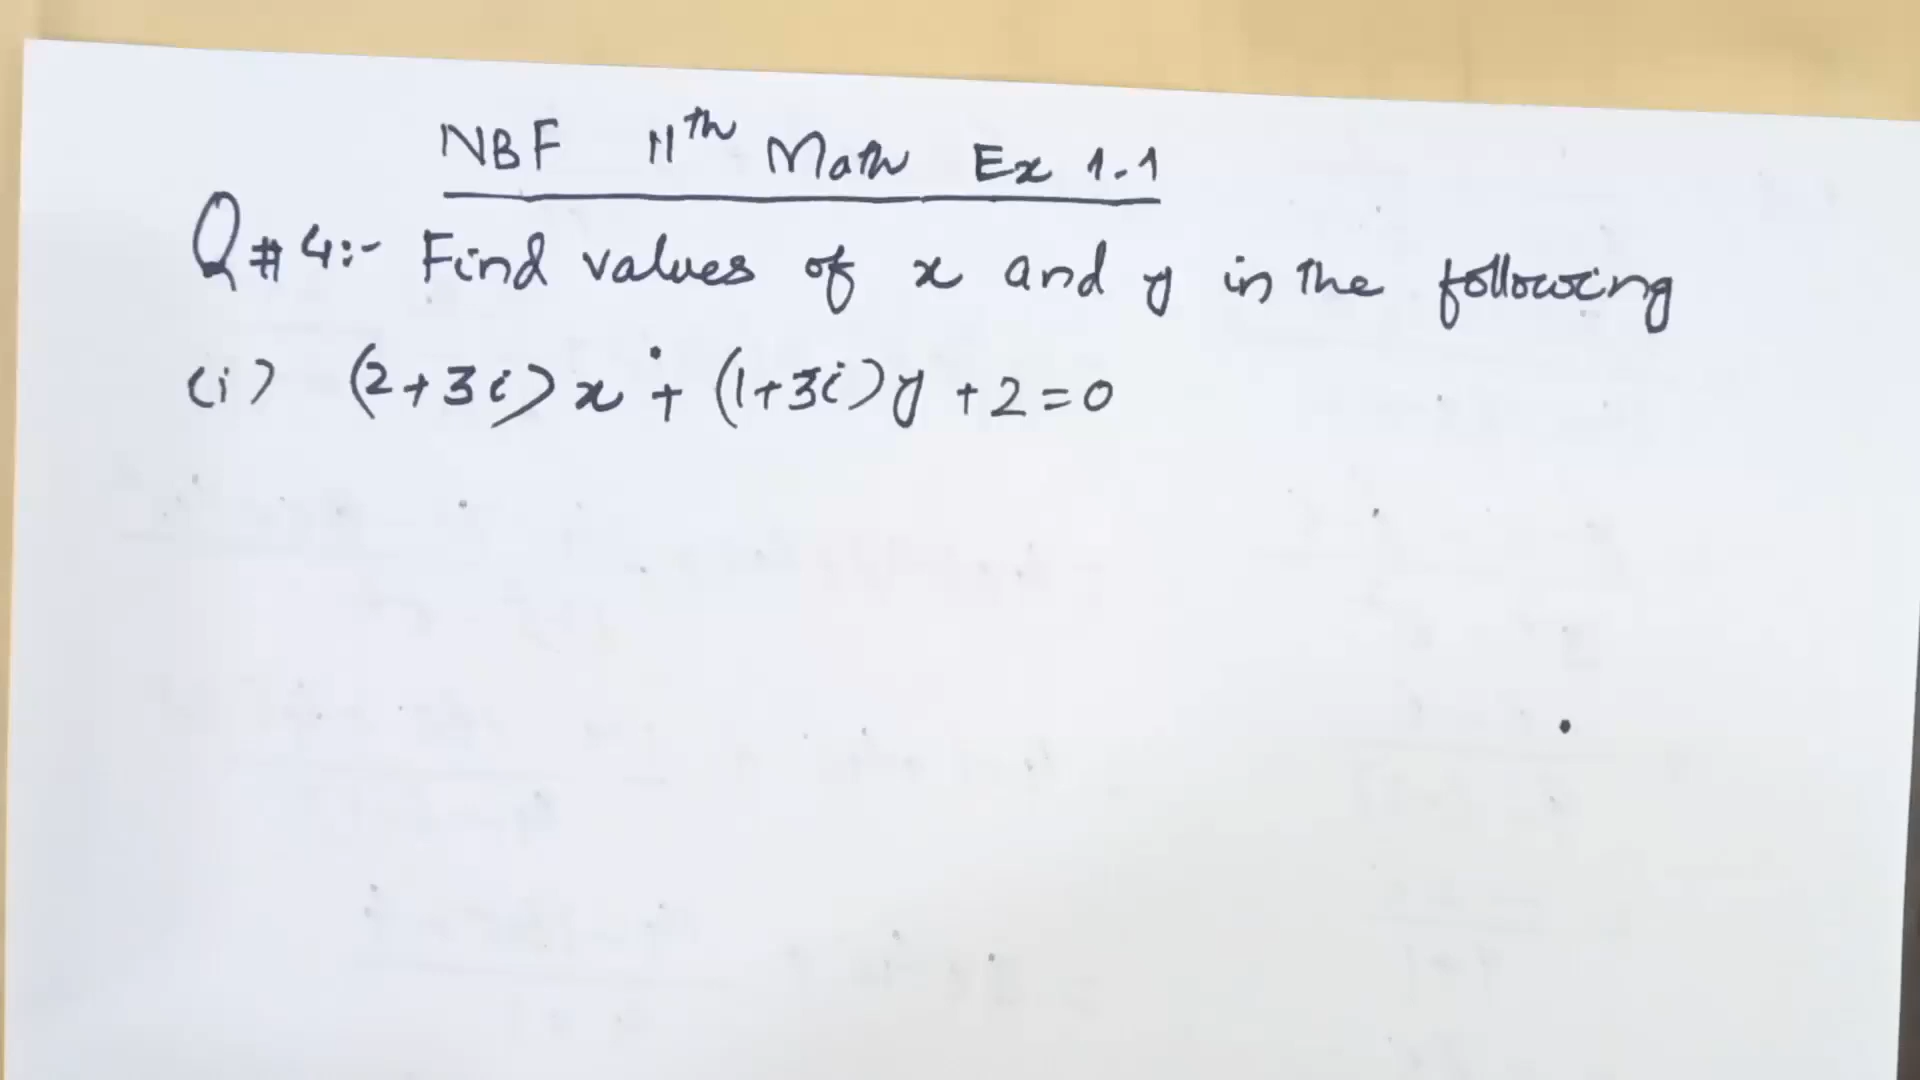 NBF 11th Math Ex 1.1
Q#4:- Find values of x and y in the following
(i) (2+3i)x + (1+3i)y + 2 = 0